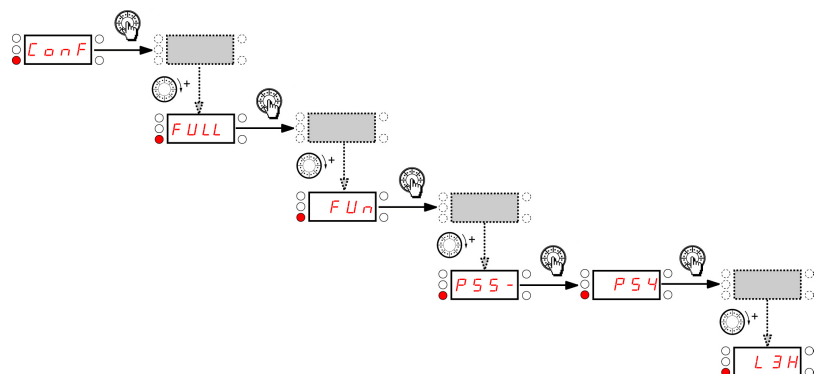 ConF
+
FULL
+
FUn
+
PSS-
PS4
+
L3H